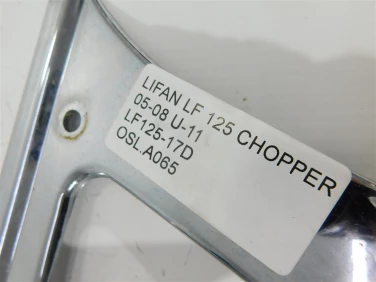 LIFAN LF 125 CHOPPER
05-08 U-11
LF125-17D
OSL.A065